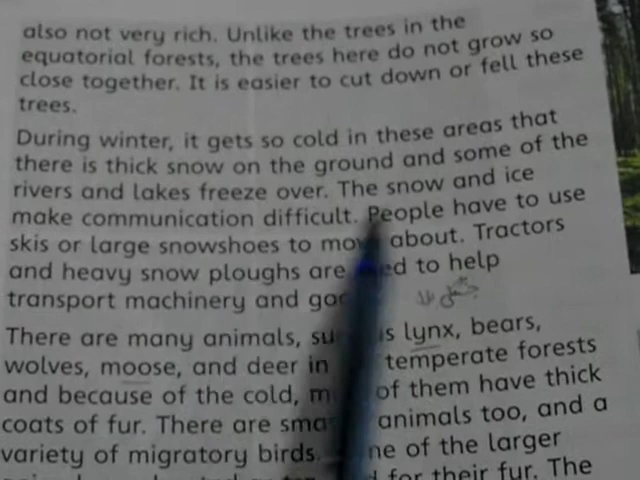 also not very rich. Unlike the trees in the
equatorial forests, the trees here do not grow so
close together. It is easier to cut down or fell these
trees.
During winter, it gets so cold in these areas that
there is thick snow on the ground and some of the
rivers and lakes freeze over. The snow and ice
make communication difficult. People have to use
skis or large snowshoes to move about. Tractors
and heavy snow ploughs are used to help
transport machinery and
There are many animals, lynx, bears,
wolves, moose, and deer in temperate forests
and because of the cold, of them have thick
coats of fur. There are animals too, and a
variety of migratory birds. of the larger
for their fur. The